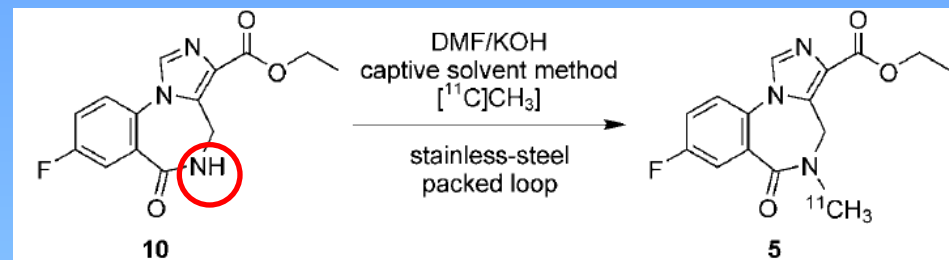 O
N
O
N
DMF/KOH
captive solvent method
[¹¹C]CH₃]
stainless-steel
packed loop
F
NH
O
10
O
N
O
N
F
N
O
¹¹CH₃
5